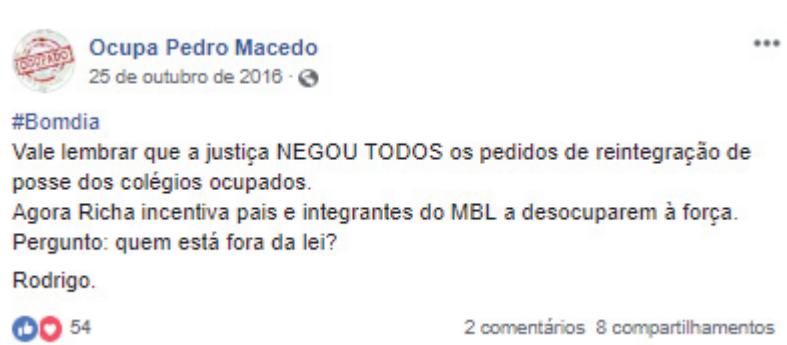 OCUPADO
Ocupa Pedro Macedo
25 de outubro de 2016 ·
#Bomdia
Vale lembrar que a justiça NEGOU TODOS os pedidos de reintegração de
posse dos colégios ocupados.
Agora Richa incentiva pais e integrantes do MBL a desocuparem à força.
Pergunto: quem está fora da lei?
Rodrigo.
54
2 comentários 8 compartilhamentos